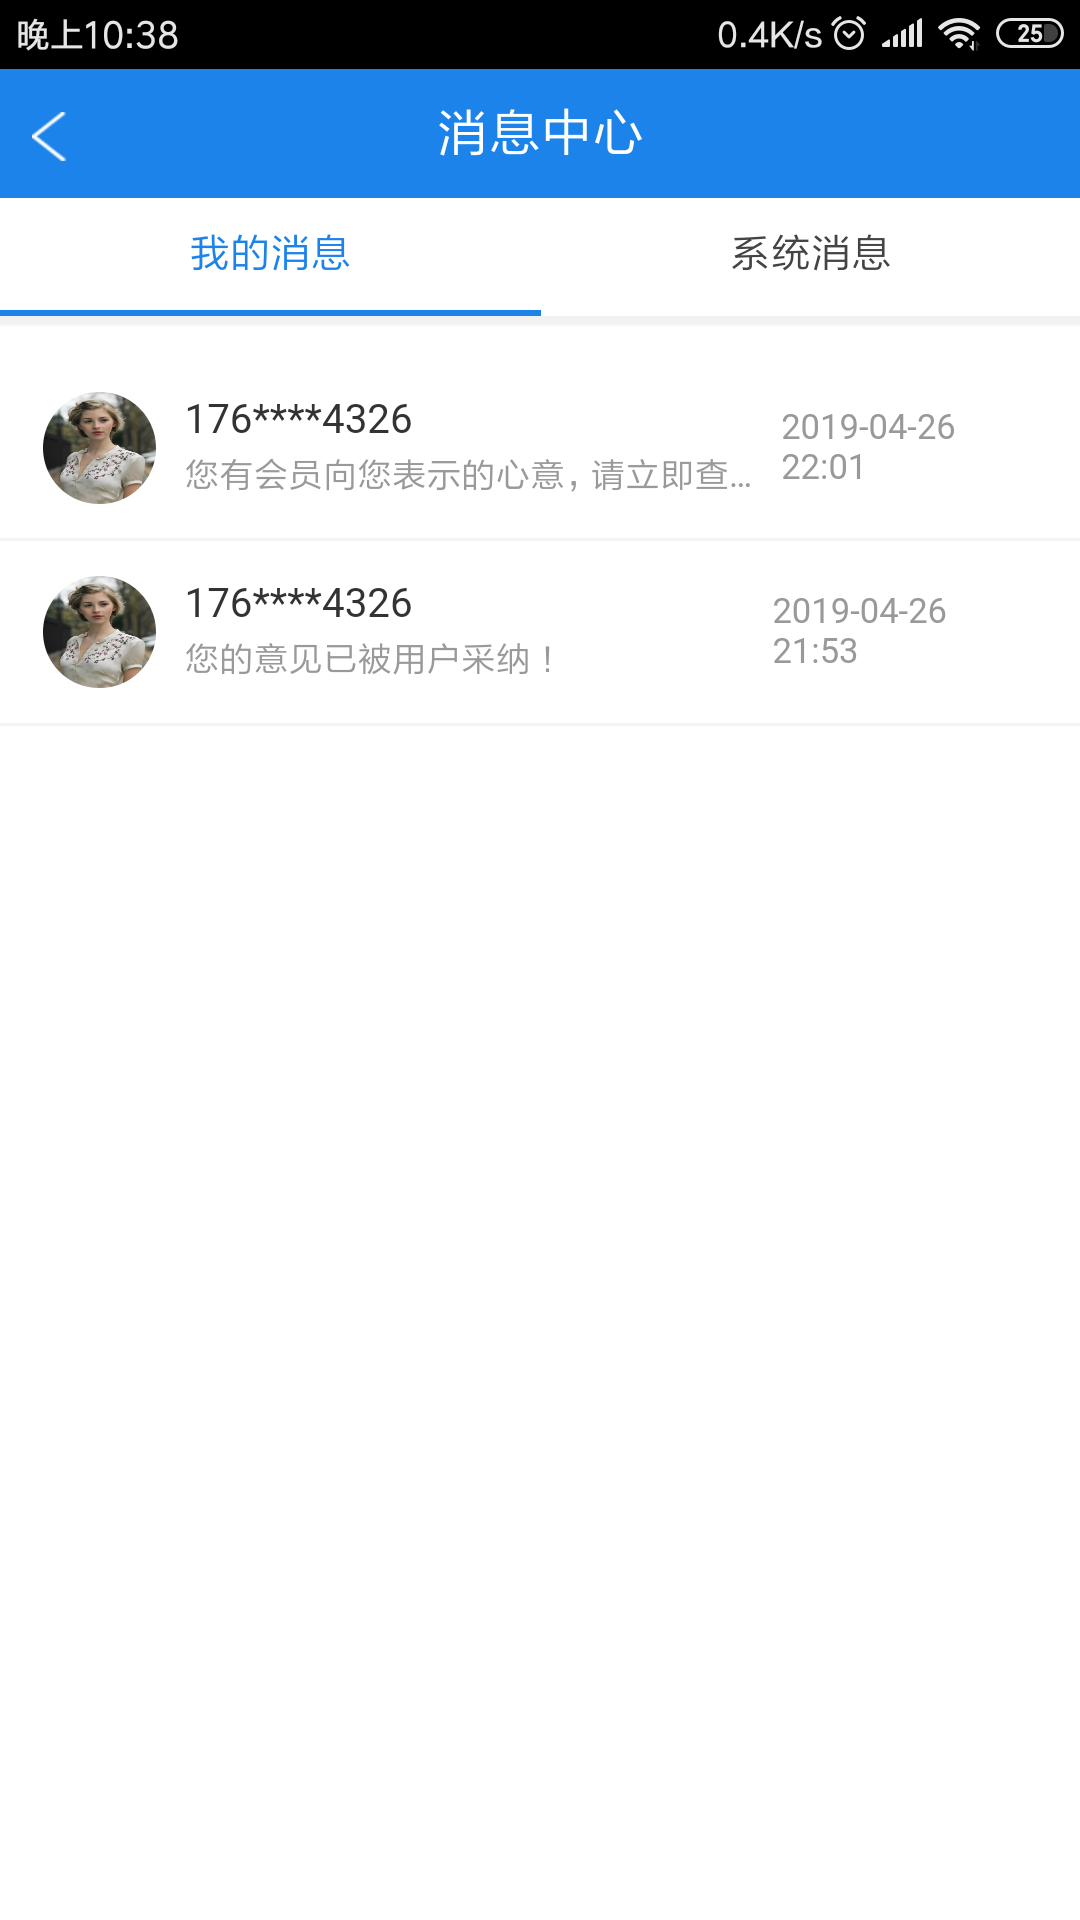 晚上10:38 0.4K/s 25
消息中心
我的消息 系统消息
176****4326
您有会员向您表示的心意，请立即查...
2019-04-26
22:01
176****4326
您的意见已被用户采纳！
2019-04-26
21:53